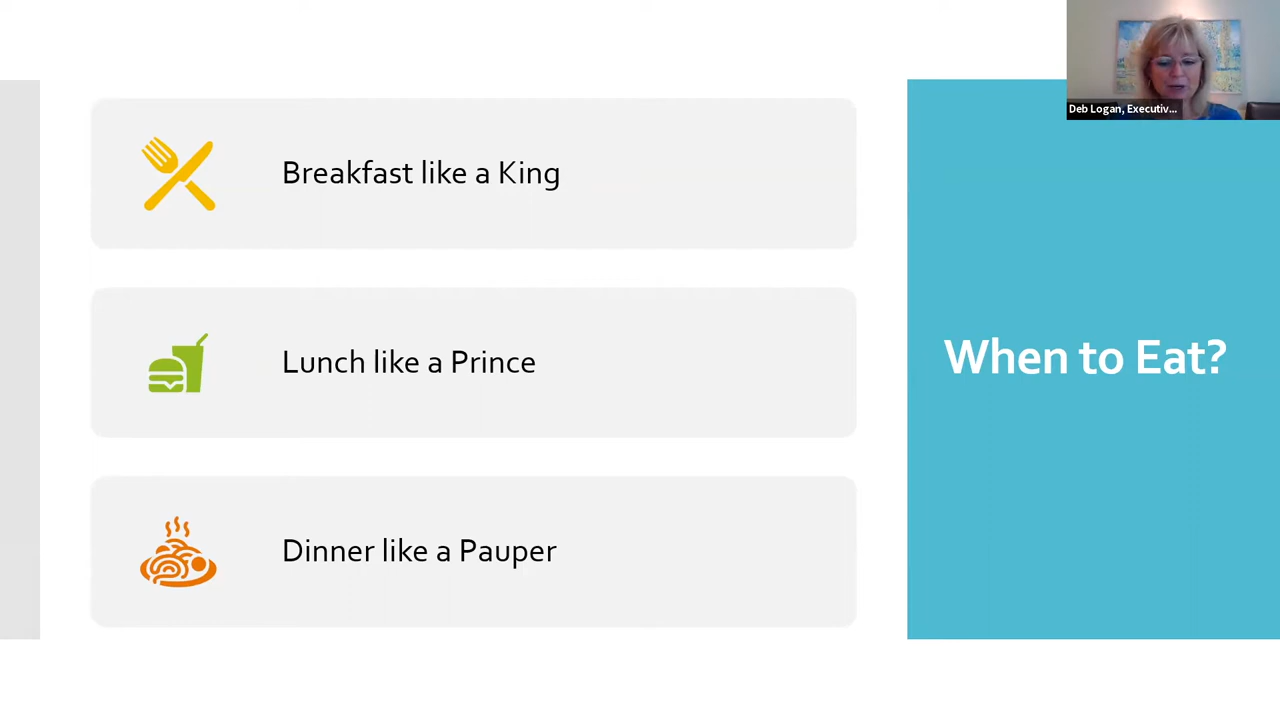 Deb Logan, Executiv...
Breakfast like a King
Lunch like a Prince
When to Eat?
Dinner like a Pauper